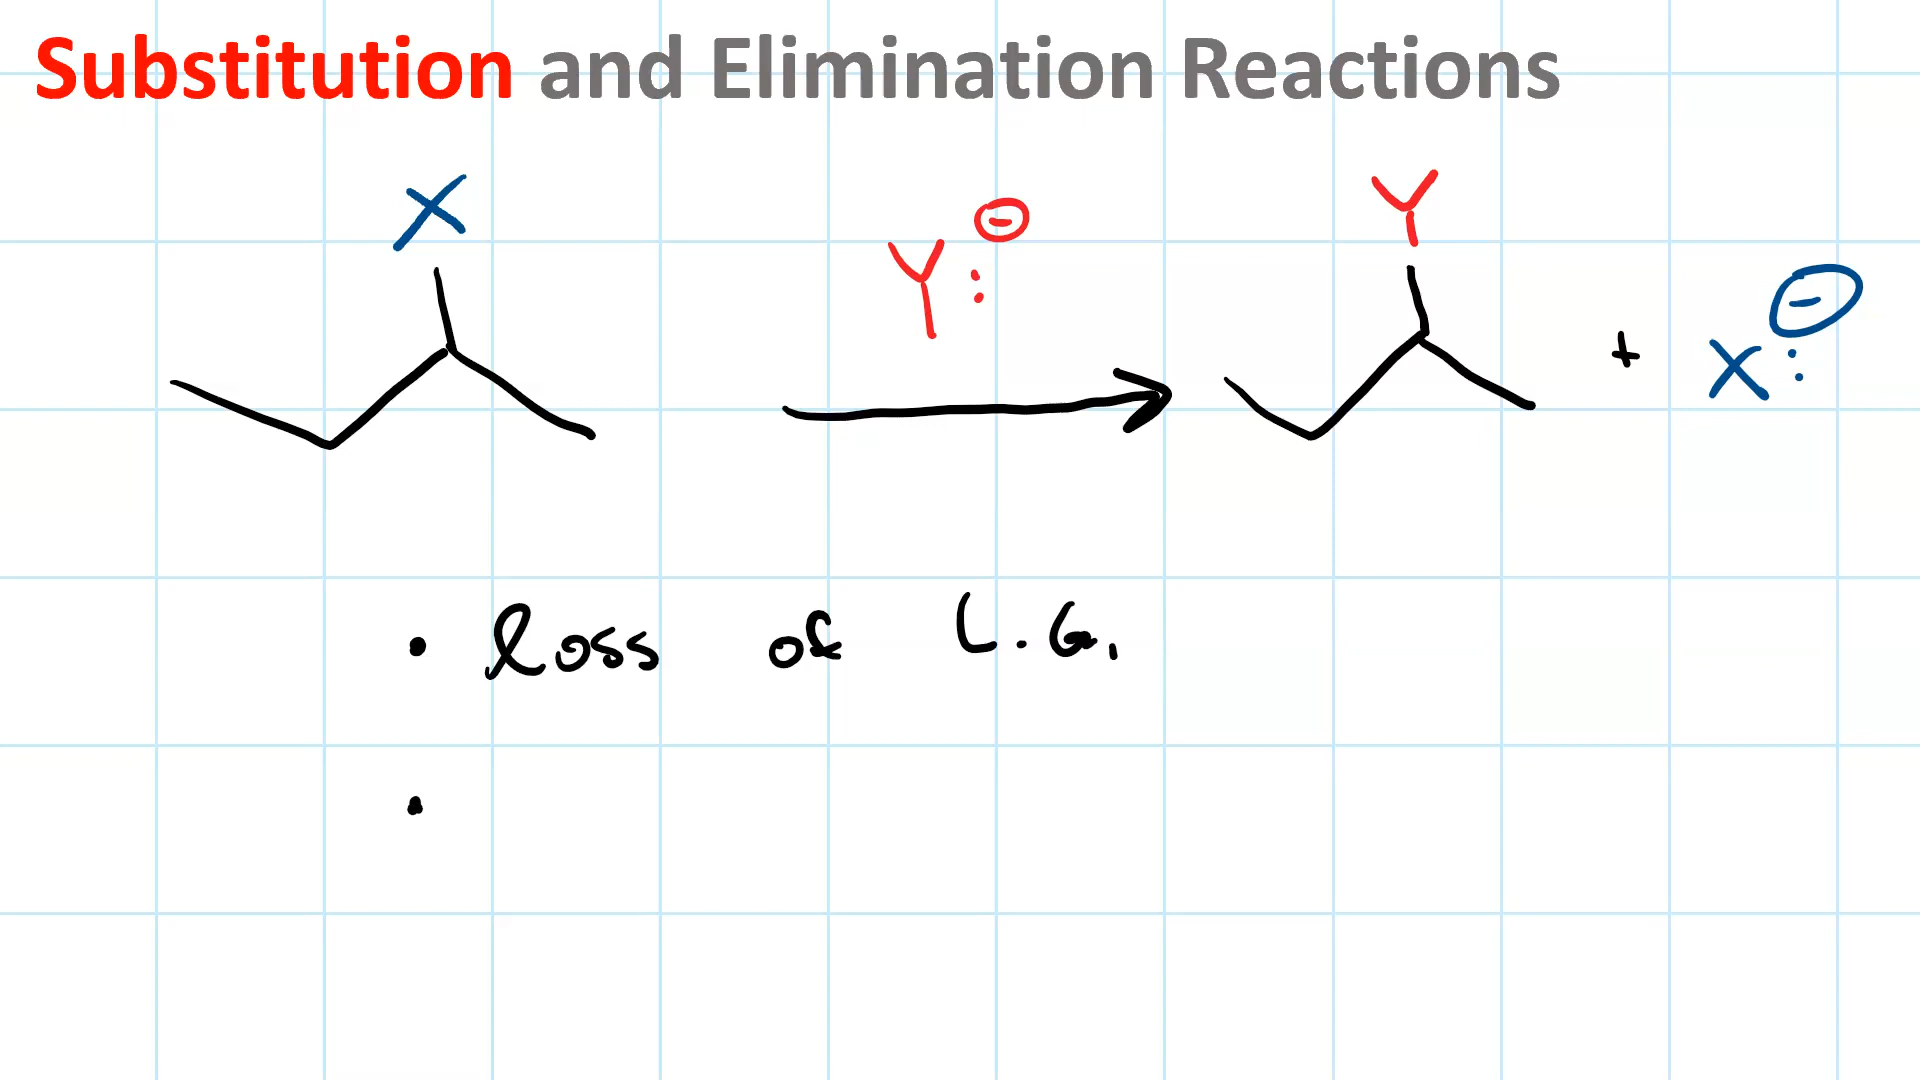 Substitution and Elimination Reactions
X
Y:⊖
Y
+ X:⊖
• loss of L.G.
•